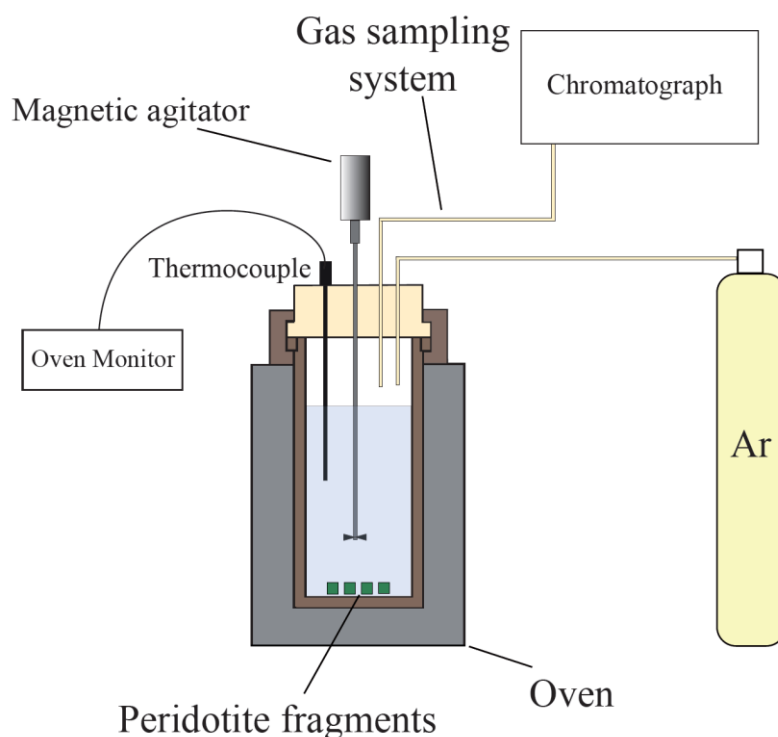 Gas sampling
system
Chromatograph
Magnetic agitator
Thermocouple
Oven Monitor
Ar
Oven
Peridotite fragments